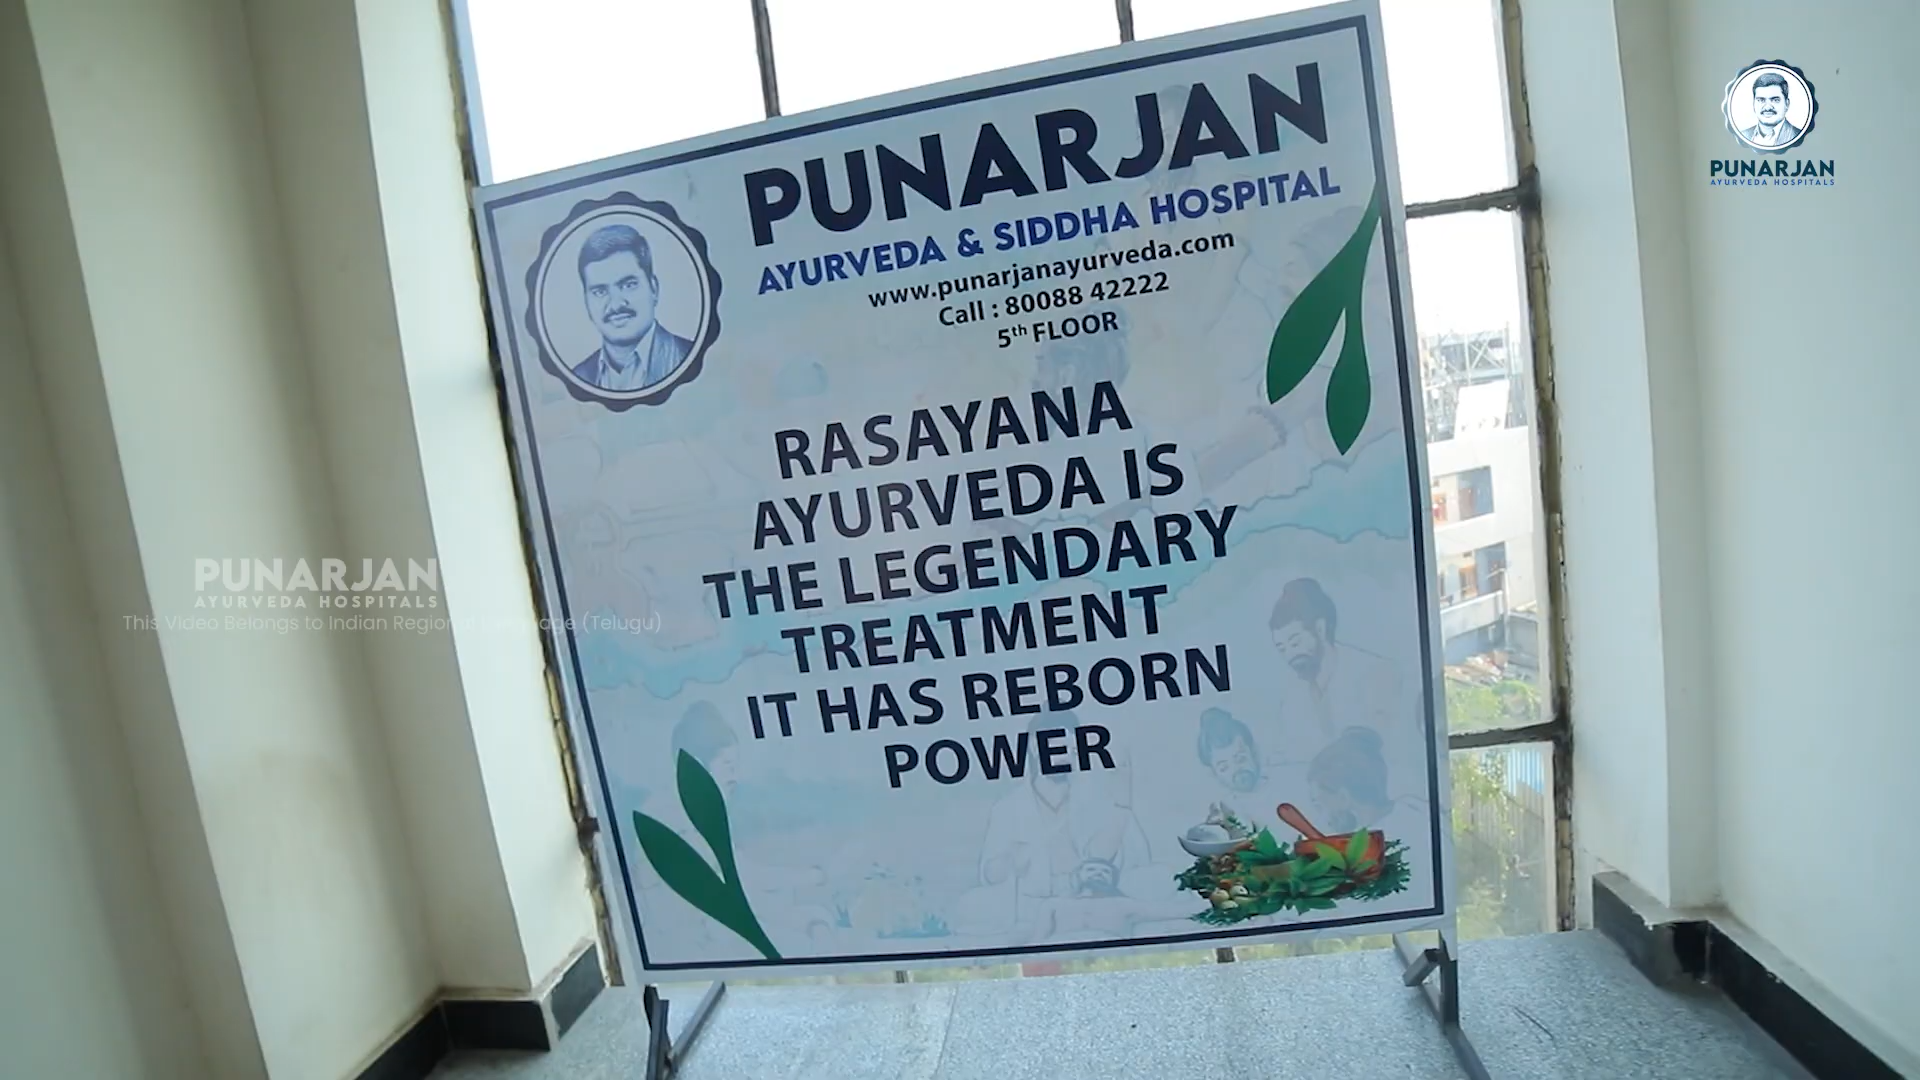 PUNARJAN
AYURVEDA & SIDDHA HOSPITAL
www.punarjanayurveda.com
Call : 80088 42222
5th FLOOR
RASAYANA
AYURVEDA IS
THE LEGENDARY
TREATMENT
IT HAS REBORN
POWER
PUNARJAN
AYURVEDA HOSPITALS
PUNARJAN
AYURVEDA HOSPITALS
This Video Belongs to Indian Regional Language (Telugu)